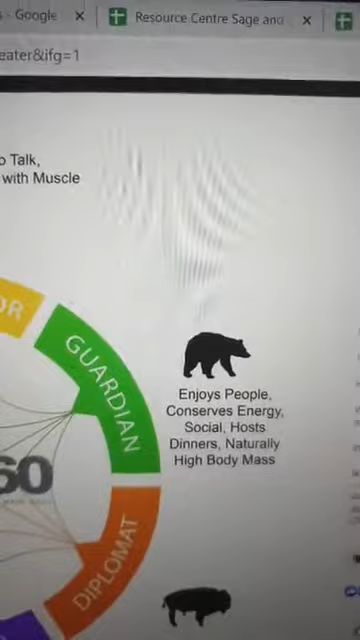 - Google
Resource Centre Sage and
eater&ifg=1
o Talk,
with Muscle
OR
GUARDIAN
Enjoys People,
Conserves Energy,
Social, Hosts
Dinners, Naturally
High Body Mass
60
DIPLOMAT